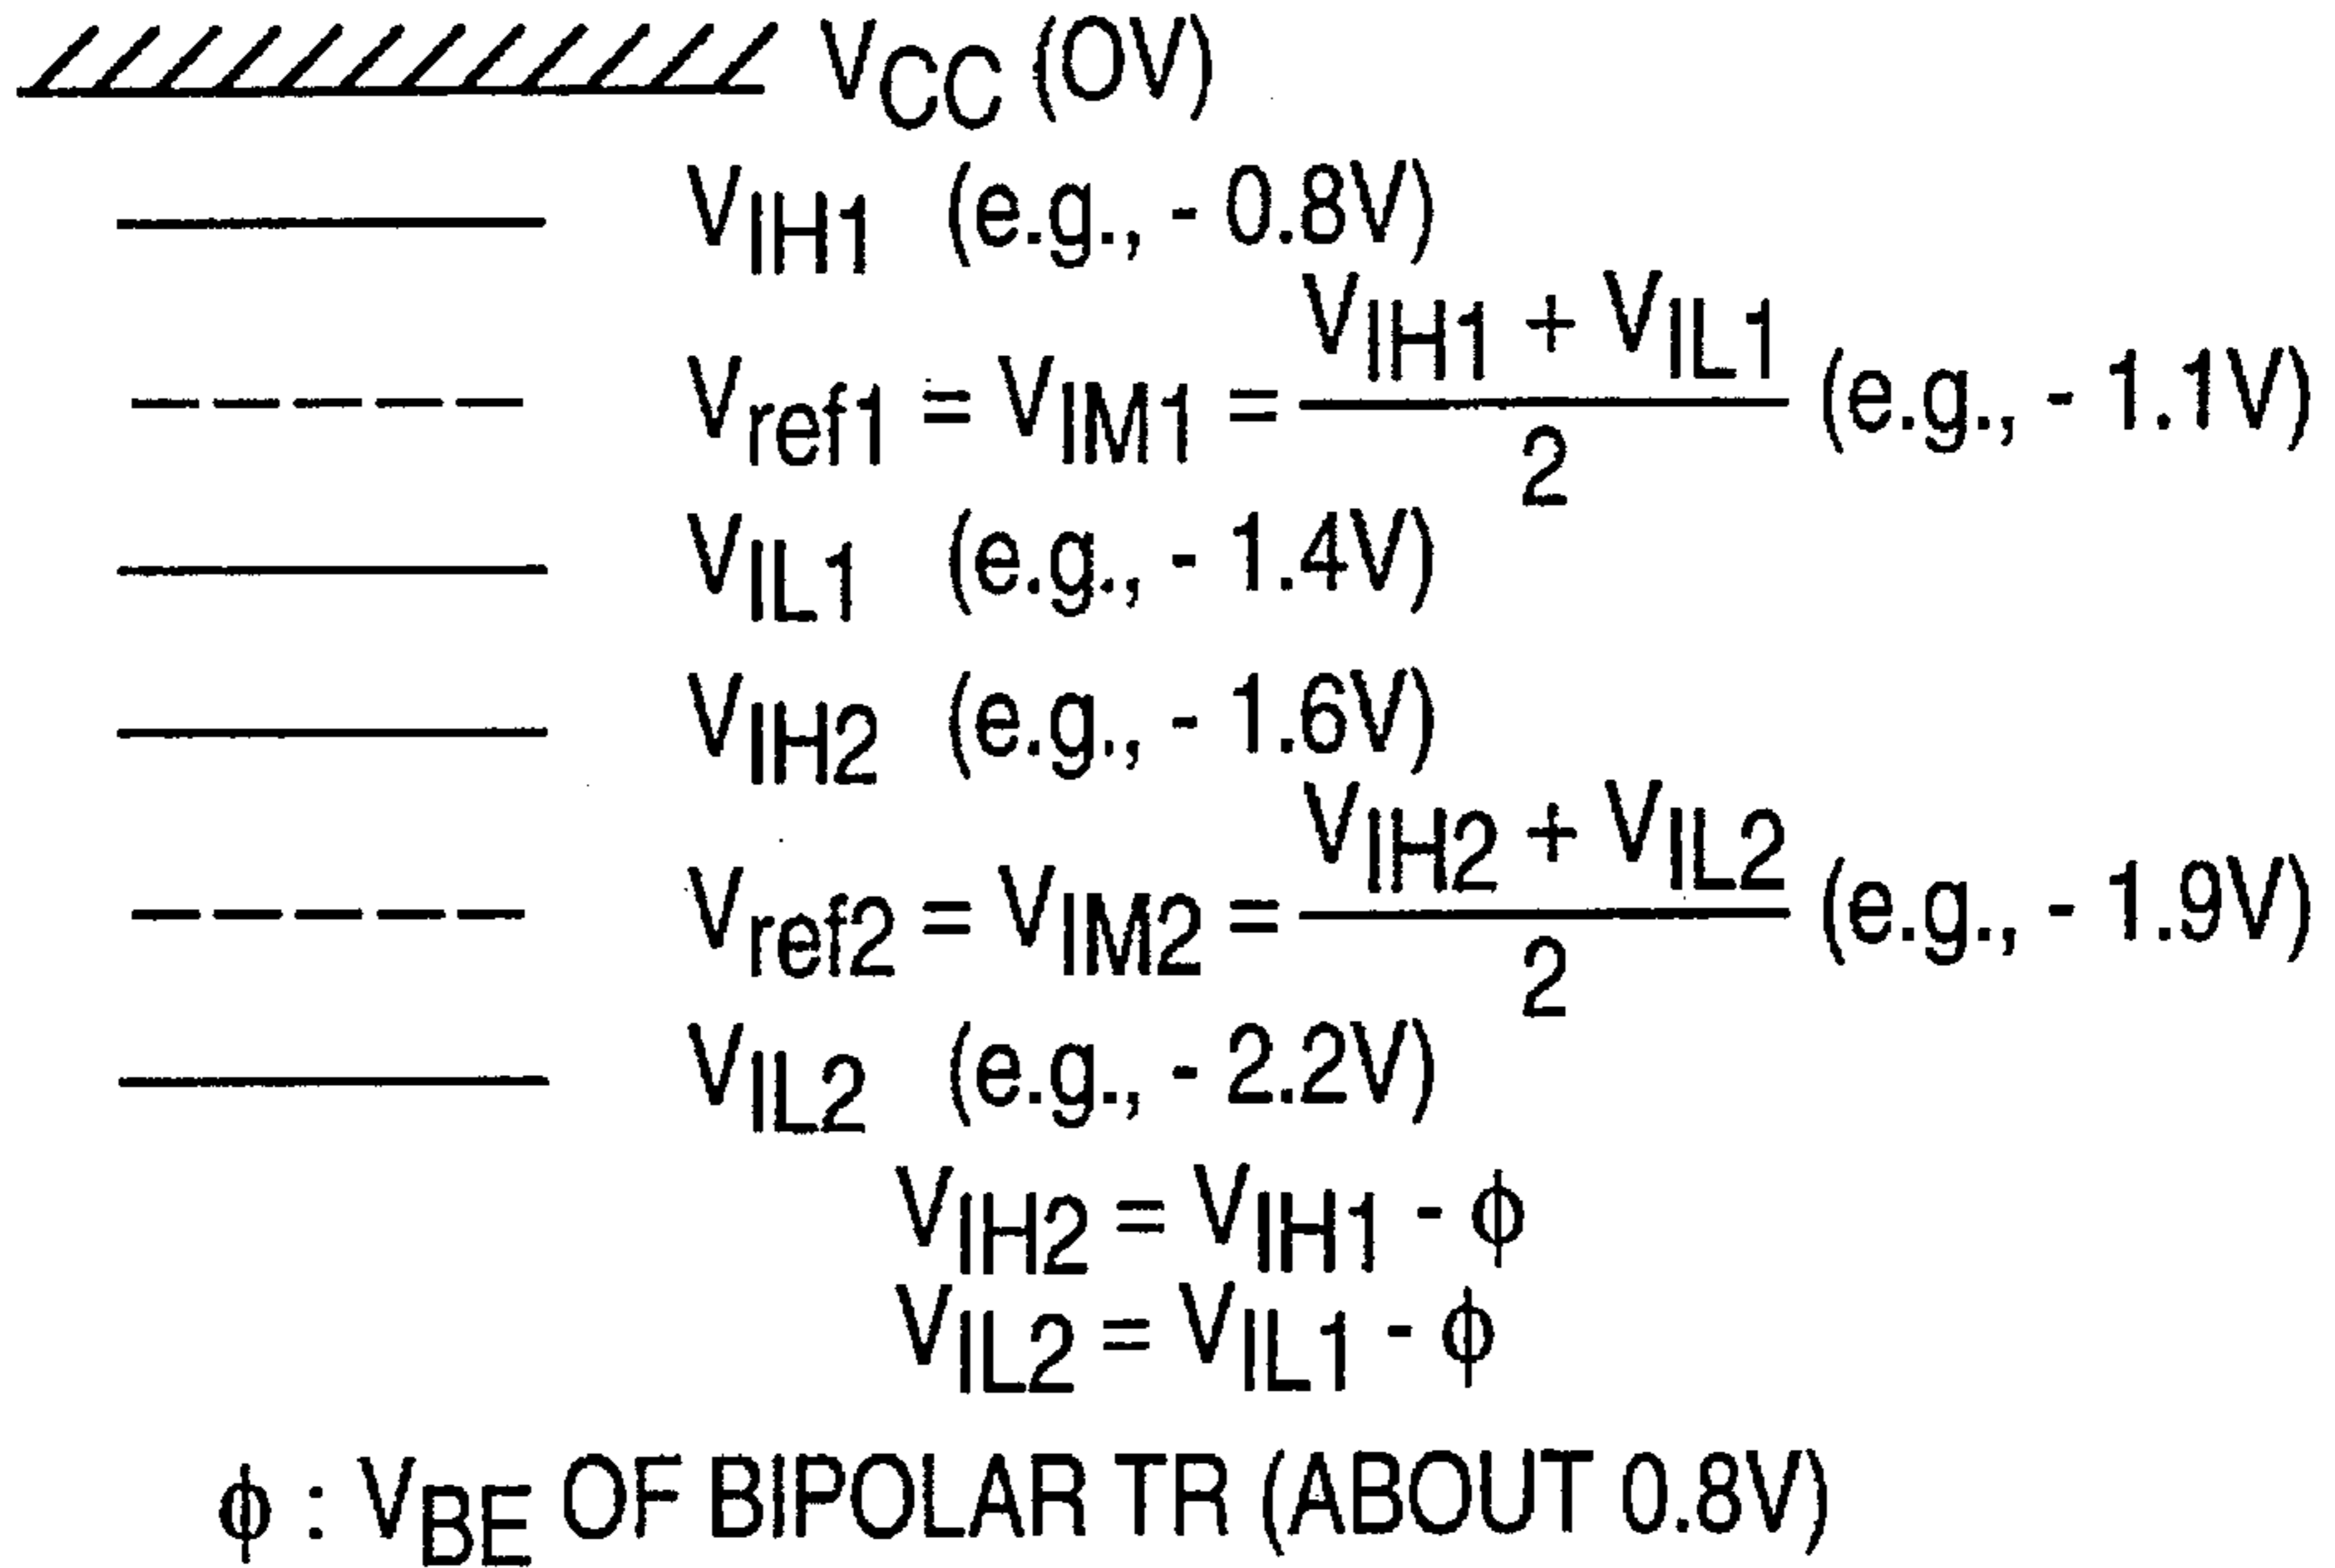 VCC (0V)
VIH1 (e.g., - 0.8V)
Vref1 = VIM1 = (VIH1 + VIL1) / 2 (e.g., - 1.1V)
VIL1 (e.g., - 1.4V)
VIH2 (e.g., - 1.6V)
Vref2 = VIM2 = (VIH2 + VIL2) / 2 (e.g., - 1.9V)
VIL2 (e.g., - 2.2V)
VIH2 = VIH1 - ϕ
VIL2 = VIL1 - ϕ
ϕ : VBE OF BIPOLAR TR (ABOUT 0.8V)